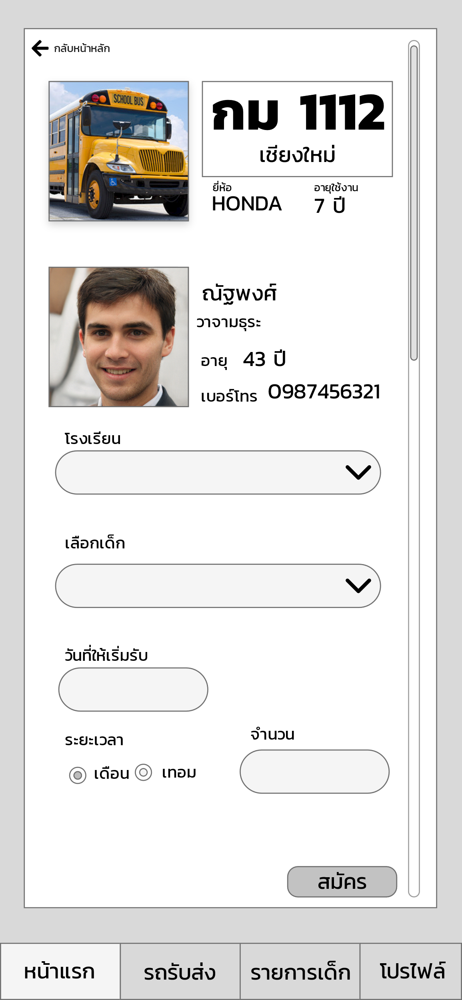 กลับหน้าหลัก
SCHOOL BUS
กม 1112
เชียงใหม่
ยี่ห้อ อายุใช้งาน
HONDA 7 ปี
ณัฐพงศ์
วาจามธุระ
อายุ 43 ปี
เบอร์โทร 0987456321
โรงเรียน
เลือกเด็ก
วันที่ให้เริ่มรับ
ระยะเวลา จำนวน
เดือน เทอม
สมัคร
หน้าแรก รถรับส่ง รายการเด็ก โปรไฟล์